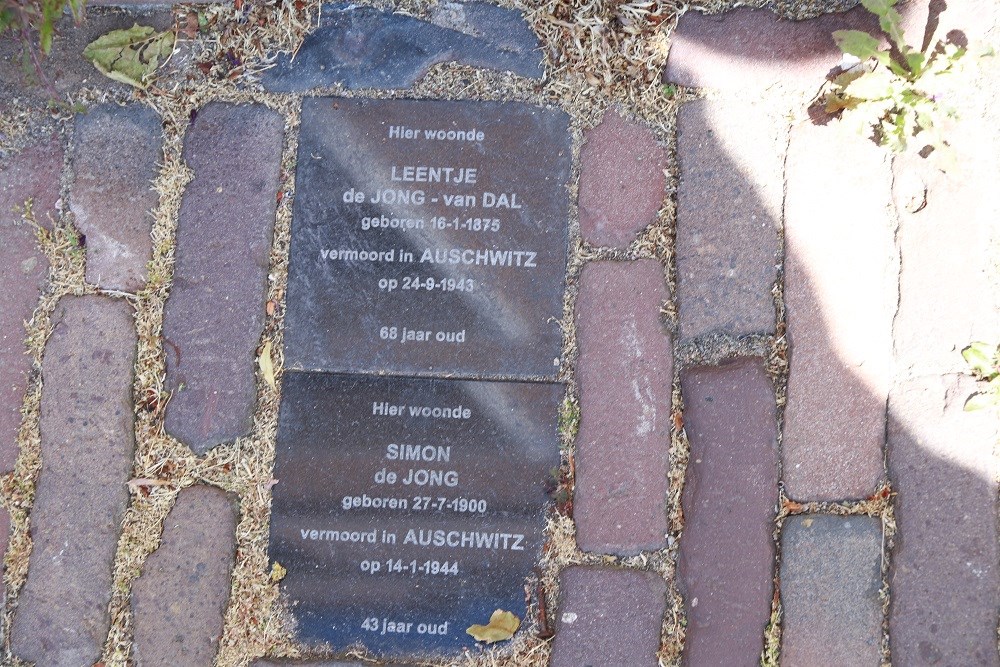 Hier woonde
LEENTJE
de JONG - van DAL
geboren 16-1-1875
vermoord in AUSCHWITZ
op 24-9-1943
68 jaar oud
Hier woonde
SIMON
de JONG
geboren 27-7-1900
vermoord in AUSCHWITZ
op 14-1-1944
43 jaar oud